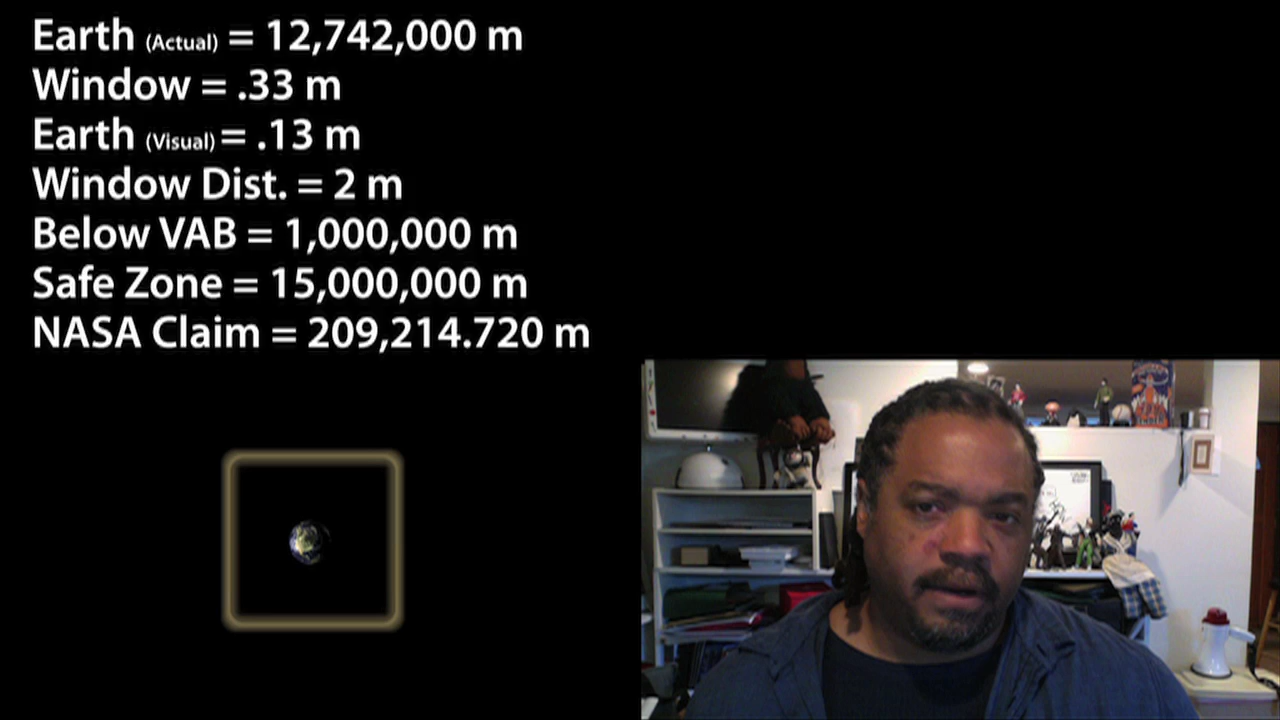 Earth (Actual) = 12,742,000 m
Window = .33 m
Earth (Visual) = .13 m
Window Dist. = 2 m
Below VAB = 1,000,000 m
Safe Zone = 15,000,000 m
NASA Claim = 209,214.720 m